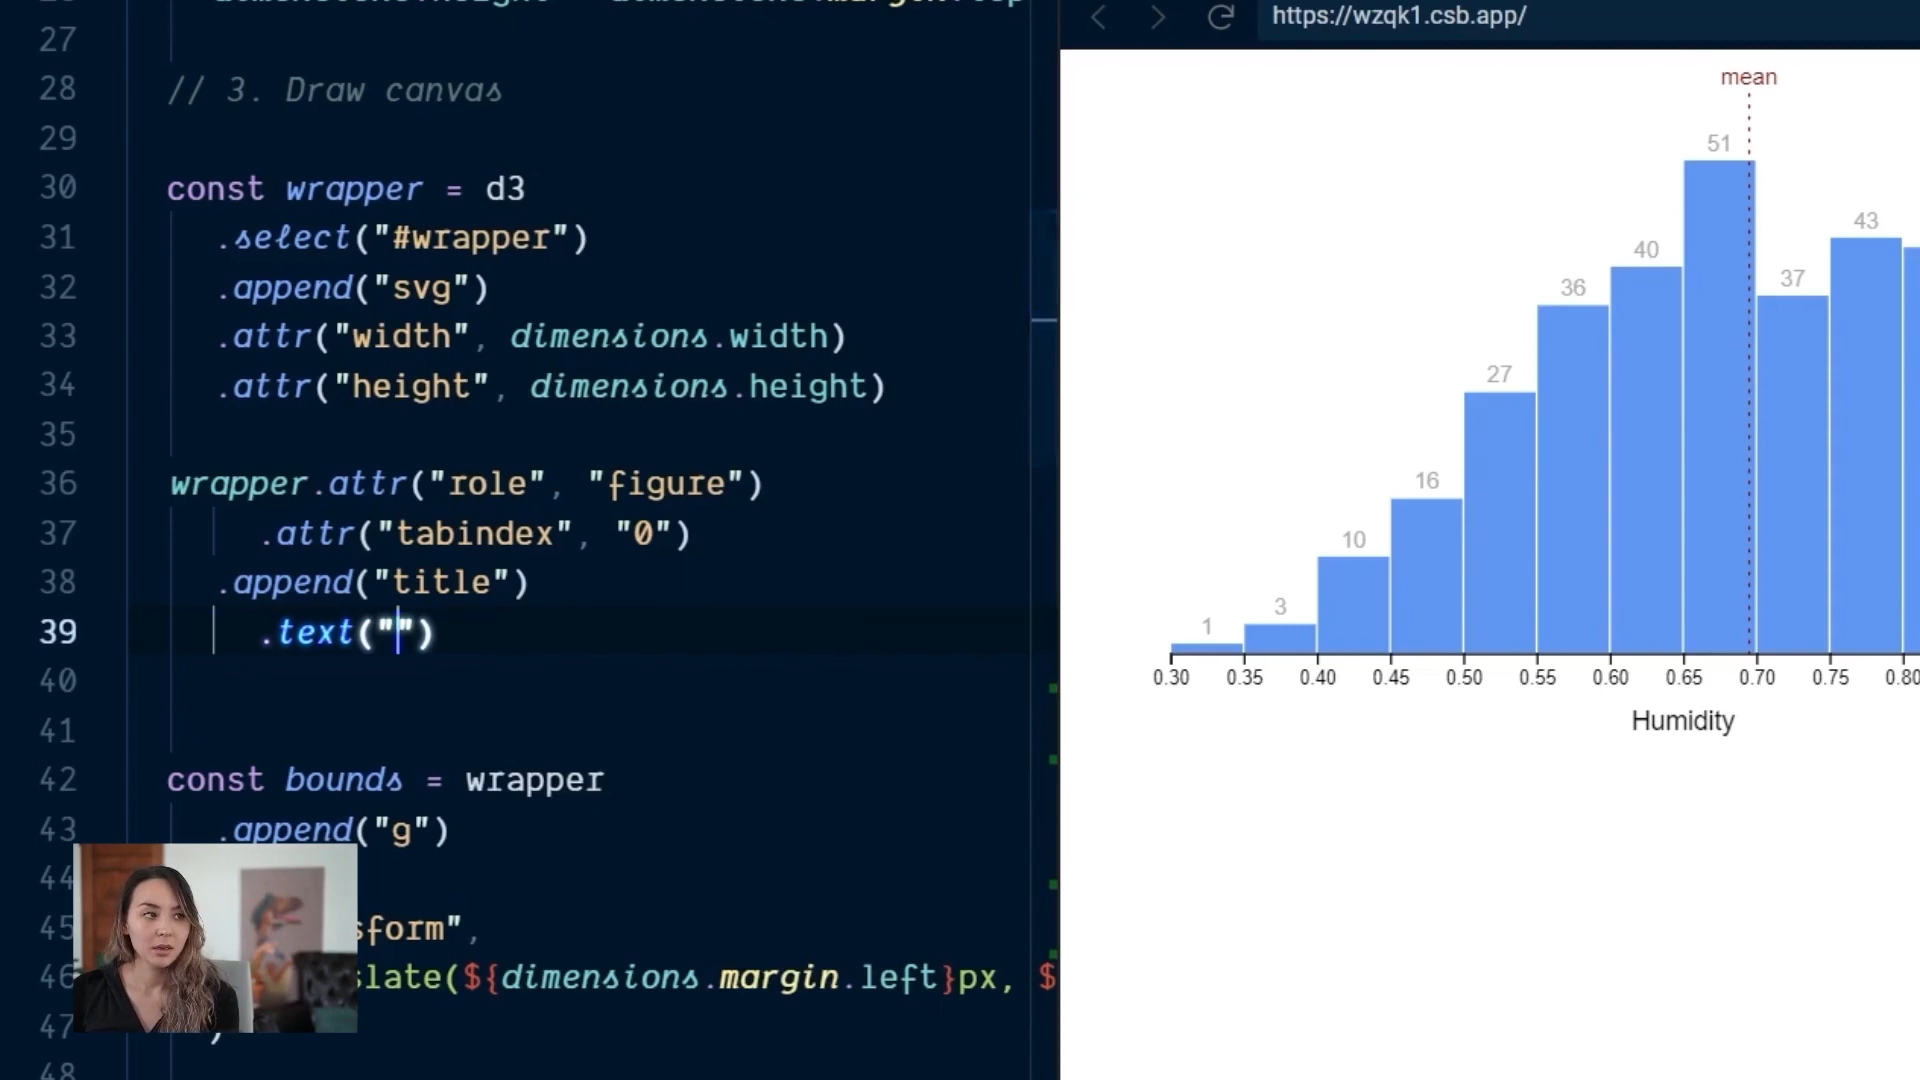 27
28 // 3. Draw canvas
29
30 const wrapper = d3
31 .select("#wrapper")
32 .append("svg")
33 .attr("width", dimensions.width)
34 .attr("height", dimensions.height)
35
36 wrapper.attr("role", "figure")
37 .attr("tabindex", "0")
38 .append("title")
39 .text("")
40
41
42 const bounds = wrapper
43 .append("g")
44
45 sform",
46 slate(${dimensions.margin.left}px, $
47 )
48
https://wzqk1.csb.app/
mean
51
43
40
37
36
27
16
10
3
1
0.30 0.35 0.40 0.45 0.50 0.55 0.60 0.65 0.70 0.75 0.80
Humidity